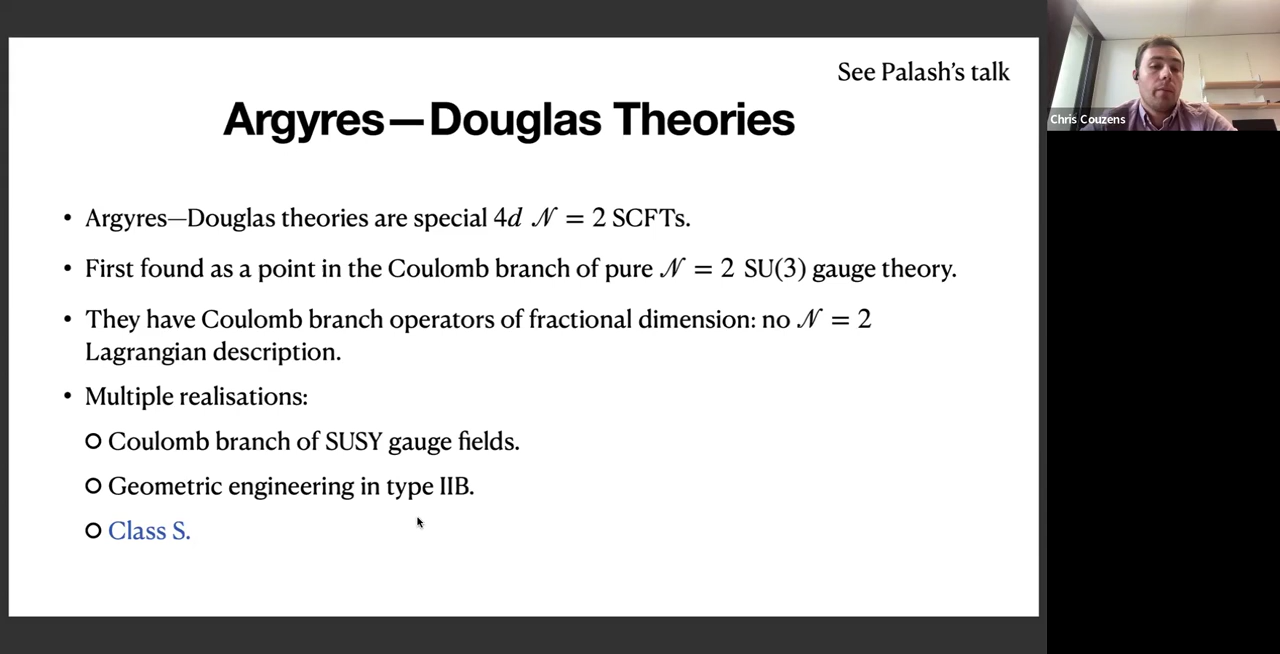 See Palash’s talk
Argyres—Douglas Theories
• Argyres—Douglas theories are special 4d 𝒩 = 2 SCFTs.
• First found as a point in the Coulomb branch of pure 𝒩 = 2 SU(3) gauge theory.
• They have Coulomb branch operators of fractional dimension: no 𝒩 = 2
Lagrangian description.
• Multiple realisations:
Coulomb branch of SUSY gauge fields.
Geometric engineering in type IIB.
Class S.
Chris Couzens